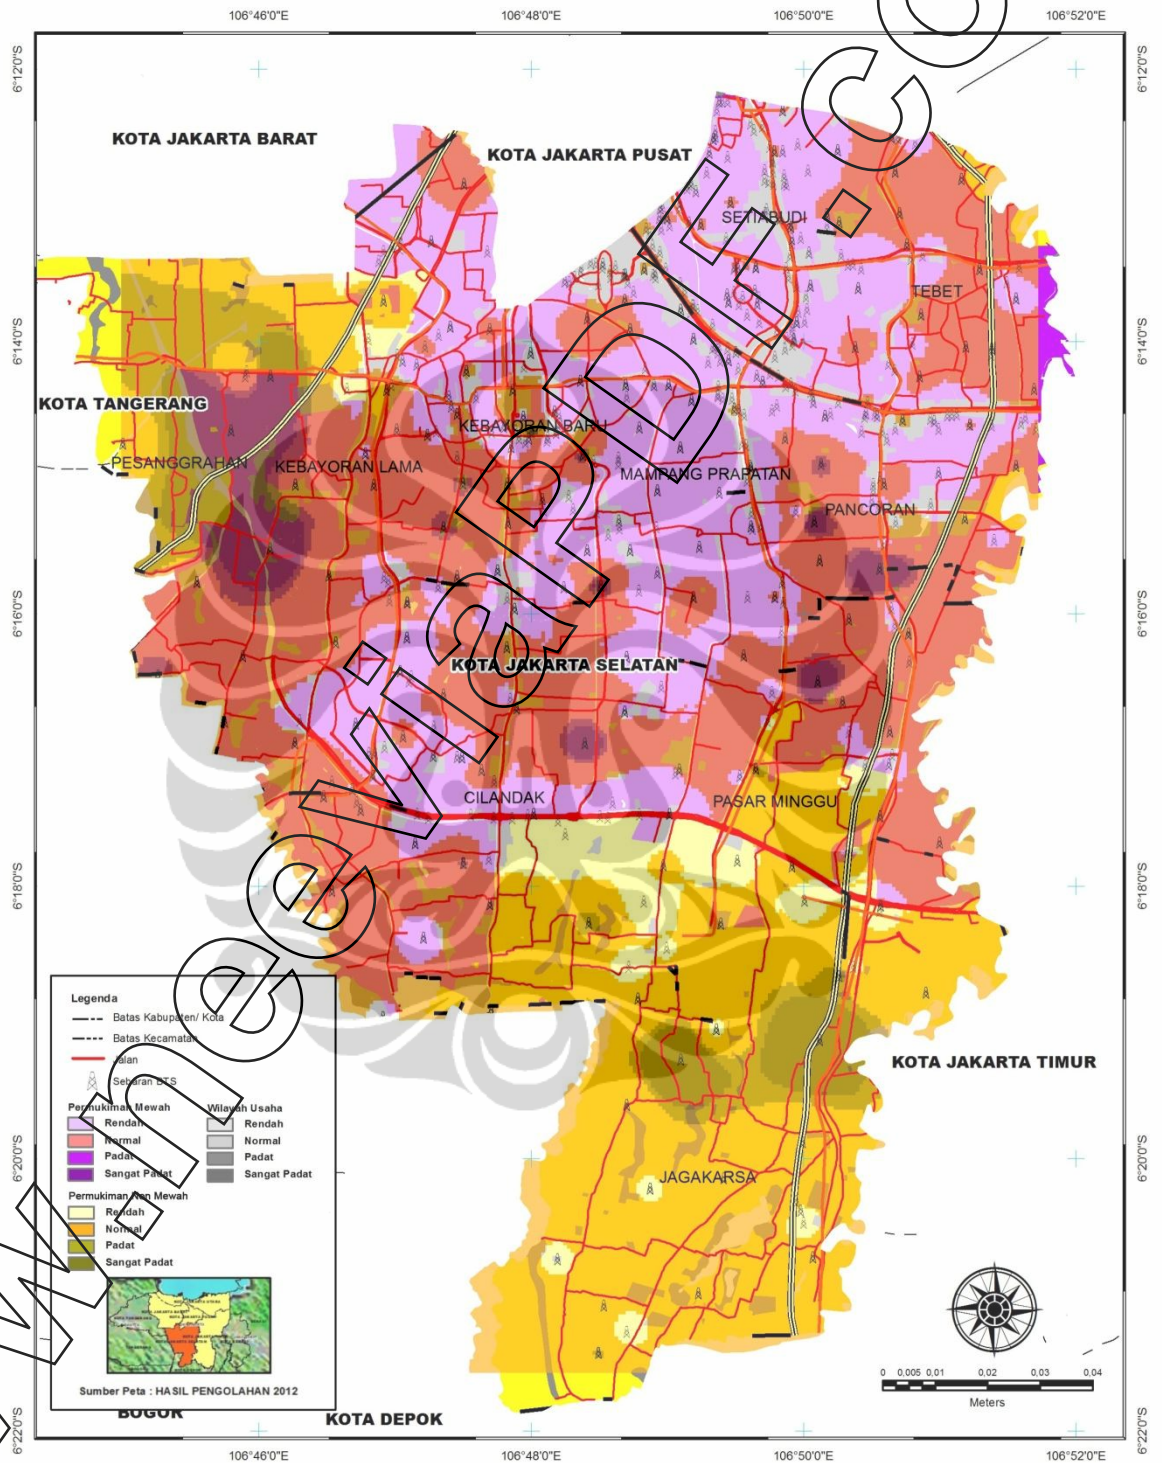 106°46'0"E 106°48'0"E 106°50'0"E 106°52'0"E
6°12'0"S 6°12'0"S
KOTA JAKARTA BARAT
KOTA JAKARTA PUSAT
SETIABUDI
TEBET
6°14'0"S 6°14'0"S
KOTA TANGERANG
KEBAYORAN BARU
PESANGGRAHAN
KEBAYORAN LAMA
MAMPANG PRAPATAN
PANCORAN
6°16'0"S 6°16'0"S
KOTA JAKARTA SELATAN
CILANDAK
PASAR MINGGU
6°18'0"S 6°18'0"S
KOTA JAKARTA TIMUR
JAGAKARSA
6°20'0"S 6°20'0"S
Legenda
Batas Kabupaten/ Kota
Batas Kecamatan
Jalan
Sebaran BTS
Permukiman Mewah
Rendah
Normal
Padat
Sangat Padat
Wilayah Usaha
Rendah
Normal
Padat
Sangat Padat
Permukiman Non Mewah
Rendah
Normal
Padat
Sangat Padat
Sumber Peta : HASIL PENGOLAHAN 2012
BOGOR
KOTA DEPOK
0 0,005 0,01 0,02 0,03 0,04
Meters
6°22'0"S 6°22'0"S
106°46'0"E 106°48'0"E 106°50'0"E 106°52'0"E